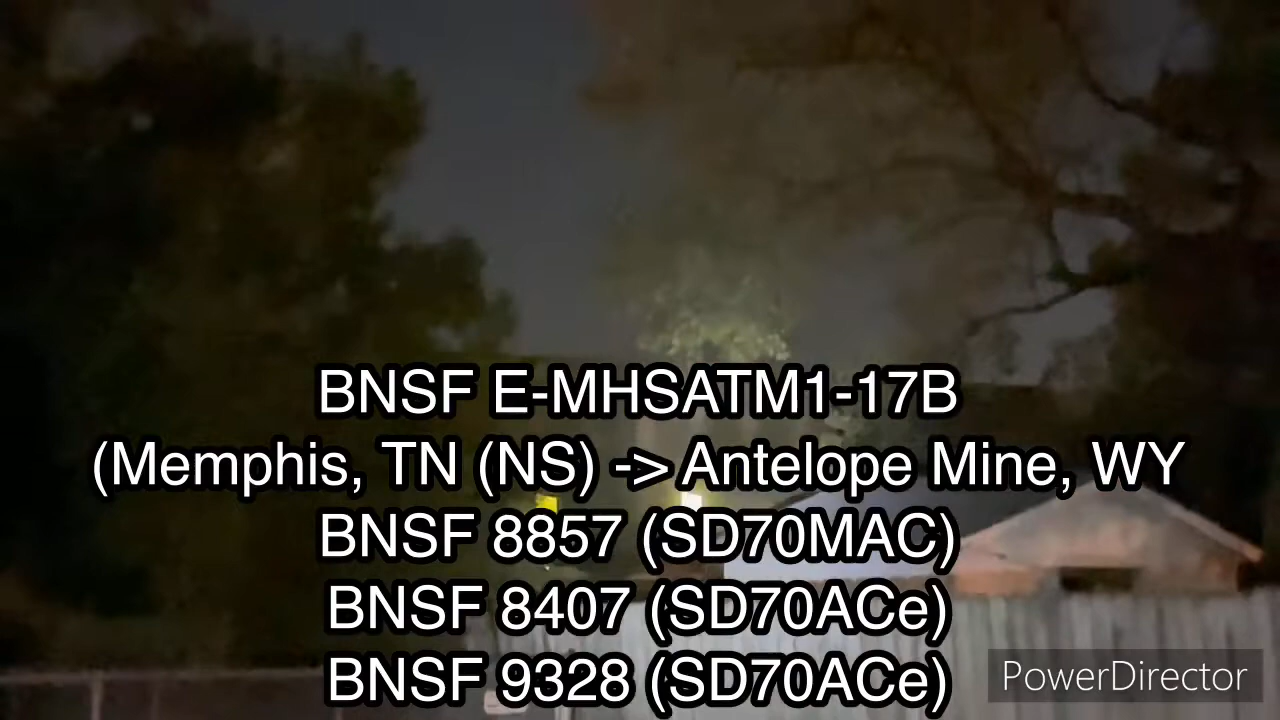 BNSF E-MHSATM1-17B
(Memphis, TN (NS) -> Antelope Mine, WY
BNSF 8857 (SD70MAC)
BNSF 8407 (SD70ACe)
BNSF 9328 (SD70ACe)
PowerDirector